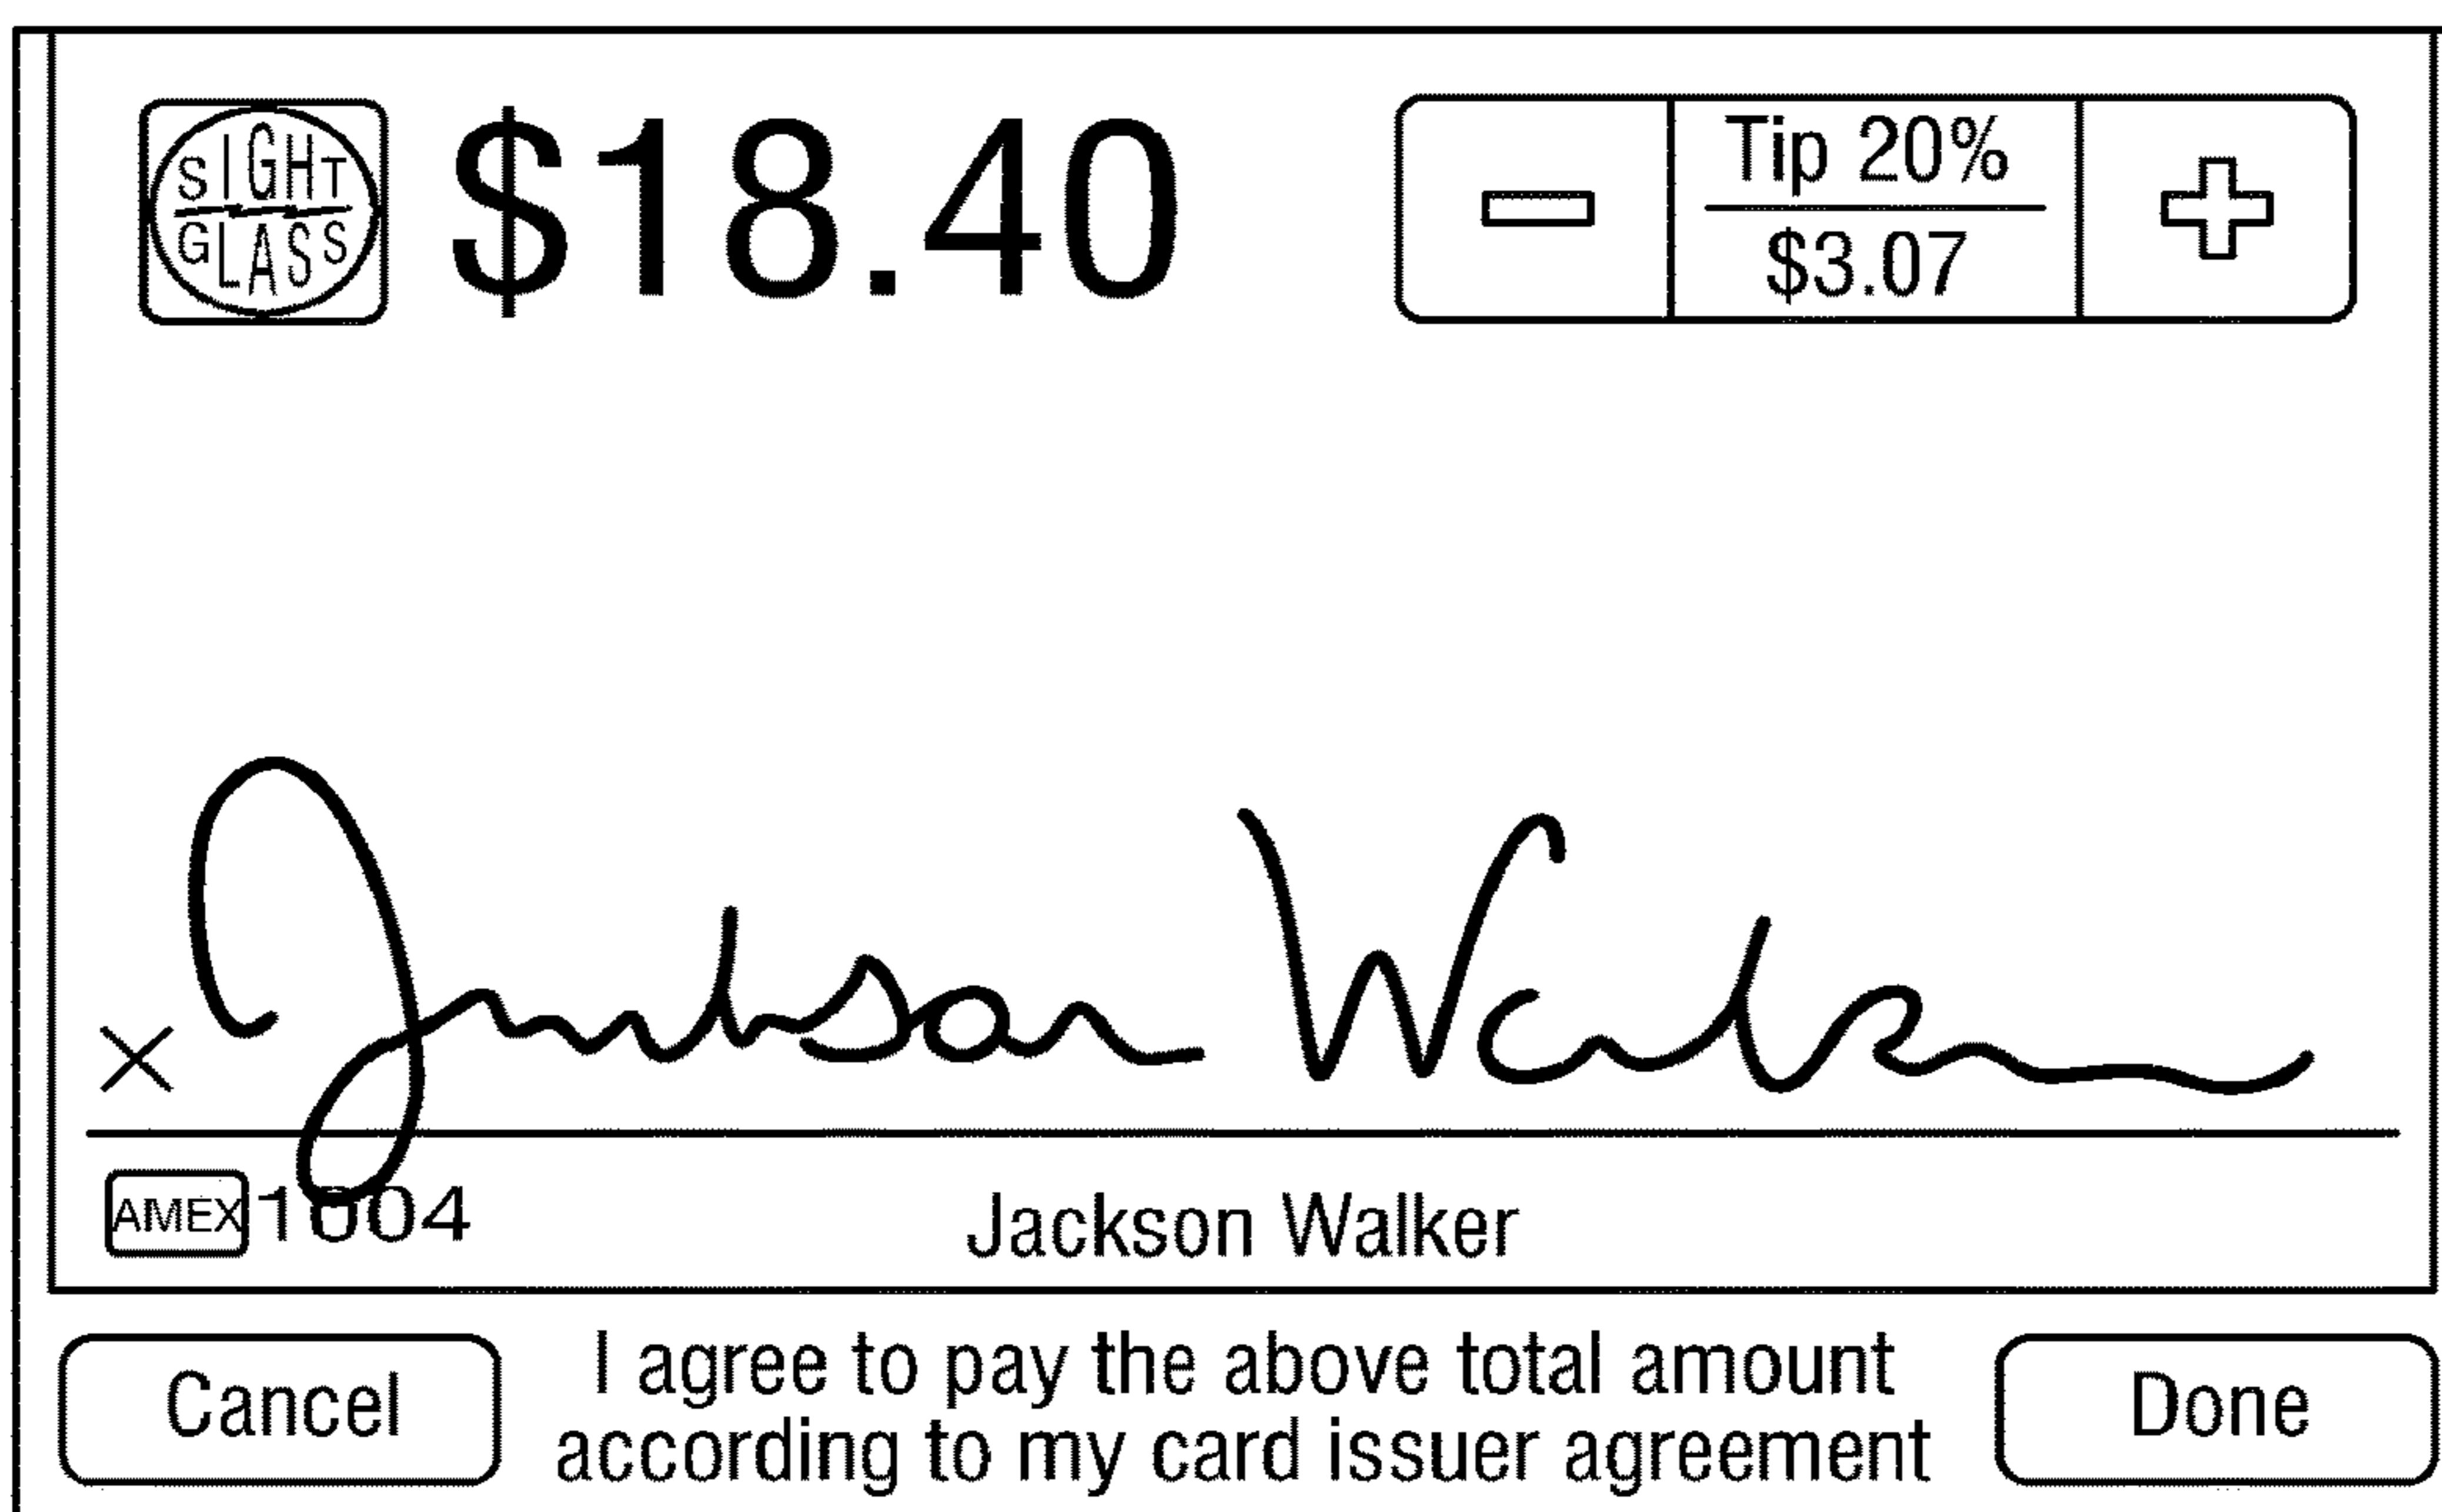 SIGHT
GLASS
$18.40
Tip 20%
$3.07
Jackson Walker
AMEX 1004
Jackson Walker
Cancel
I agree to pay the above total amount
according to my card issuer agreement
Done